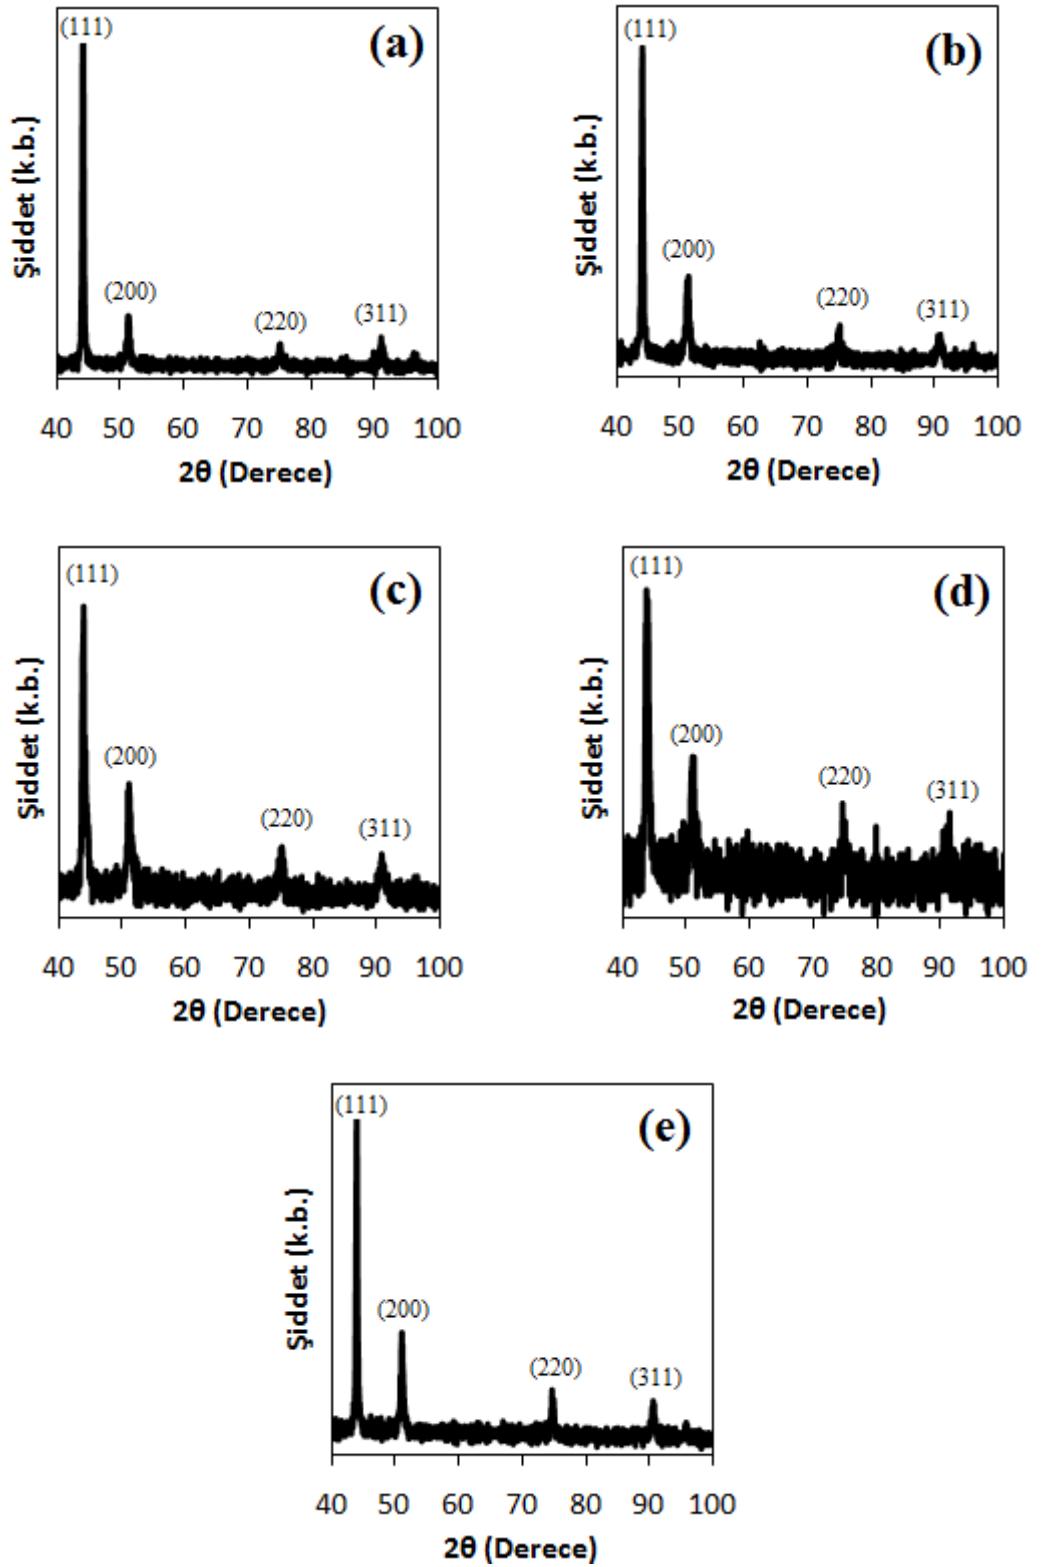 (111)
(a)
(200)
(220)
(311)
Şiddet (k.b.)
40 50 60 70 80 90 100
2θ (Derece)
(111)
(b)
(200)
(220)
(311)
Şiddet (k.b.)
40 50 60 70 80 90 100
2θ (Derece)
(111)
(c)
(200)
(220)
(311)
Şiddet (k.b.)
40 50 60 70 80 90 100
2θ (Derece)
(111)
(d)
(200)
(220)
(311)
Şiddet (k.b.)
40 50 60 70 80 90 100
2θ (Derece)
(111)
(e)
(200)
(220)
(311)
Şiddet (k.b.)
40 50 60 70 80 90 100
2θ (Derece)